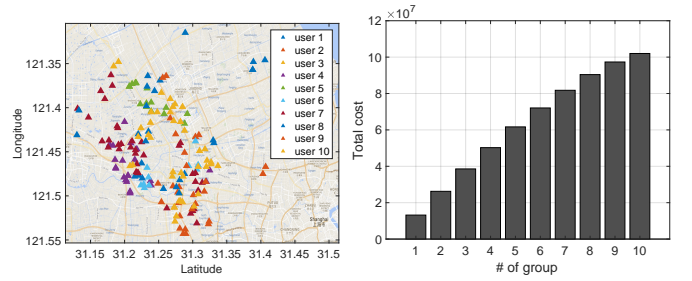 121.35
121.4
121.45
121.5
121.55
Longitude
31.15 31.2 31.25 31.3 31.35 31.4 31.45 31.5
Latitude
user 1
user 2
user 3
user 4
user 5
user 6
user 7
user 8
user 9
user 10
Shanghai
×10⁷
12
10
8
6
4
2
0
Total cost
1 2 3 4 5 6 7 8 9 10
# of group